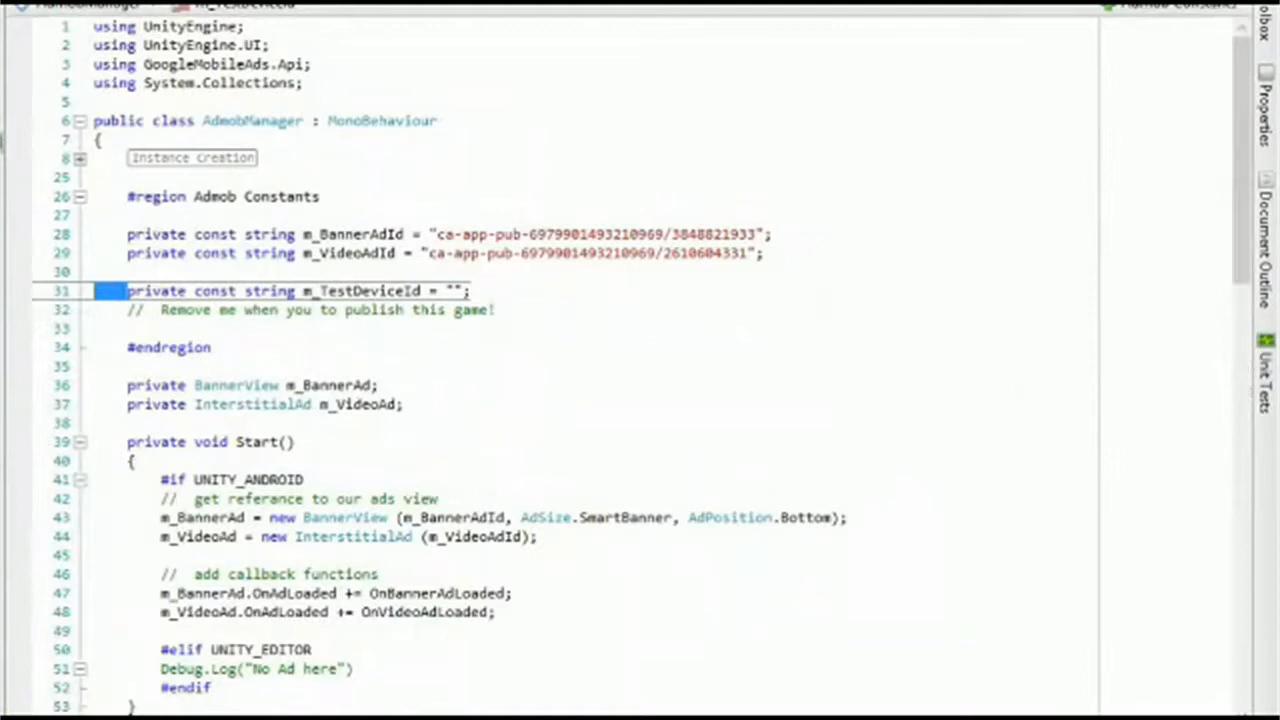 1 using UnityEngine;
2 using UnityEngine.UI;
3 using GoogleMobileAds.Api;
4 using System.Collections;
5
6 public class AdmobManager : MonoBehaviour
7 {
8 Instance Creation
25
26 #region Admob Constants
27
28 private const string m_BannerAdId = "ca-app-pub-6979901493210969/3848821933";
29 private const string m_VideoAdId = "ca-app-pub-6979901493210969/2610604331";
30
31 private const string m_TestDeviceId = "";
32 // Remove me when you to publish this game!
33
34 #endregion
35
36 private BannerView m_BannerAd;
37 private InterstitialAd m_VideoAd;
38
39 private void Start()
40 {
41 #if UNITY_ANDROID
42 // get referance to our ads view
43 m_BannerAd = new BannerView (m_BannerAdId, AdSize.SmartBanner, AdPosition.Bottom);
44 m_VideoAd = new InterstitialAd (m_VideoAdId);
45
46 // add callback functions
47 m_BannerAd.OnAdLoaded += OnBannerAdLoaded;
48 m_VideoAd.OnAdLoaded += OnVideoAdLoaded;
49
50 #elif UNITY_EDITOR
51 Debug.Log("No Ad here")
52 #endif
53 }
Properties
Document Outline
Unit Tests